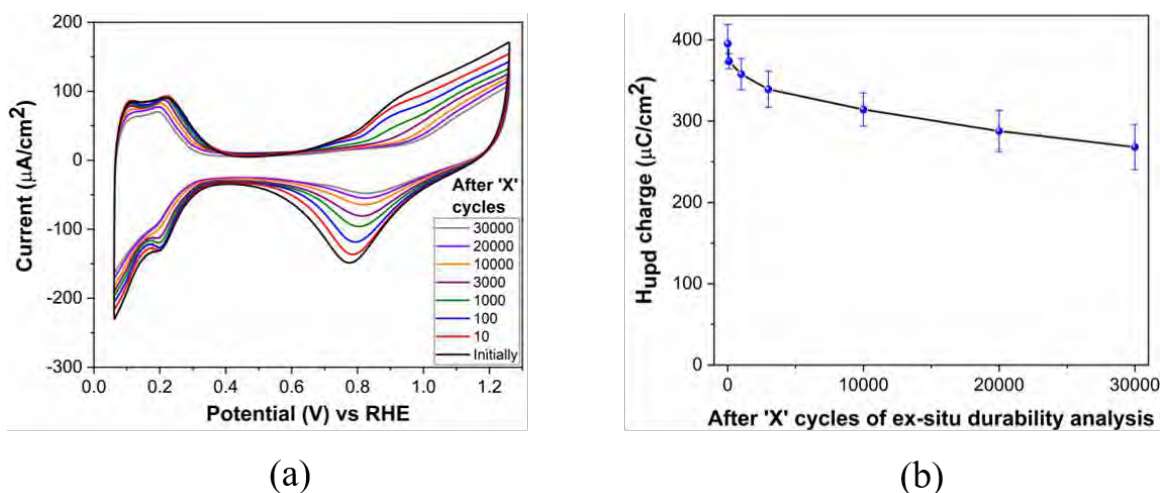 (a)
200
100
0
-100
-200
-300
Current (µA/cm²)
After 'X'
cycles
30000
20000
10000
3000
1000
100
10
Initially
0.0 0.2 0.4 0.6 0.8 1.0 1.2
Potential (V) vs RHE
(a)
(b)
400
300
200
100
0
Hupd charge (µC/cm²)
0 10000 20000 30000
After 'X' cycles of ex-situ durability analysis
(b)